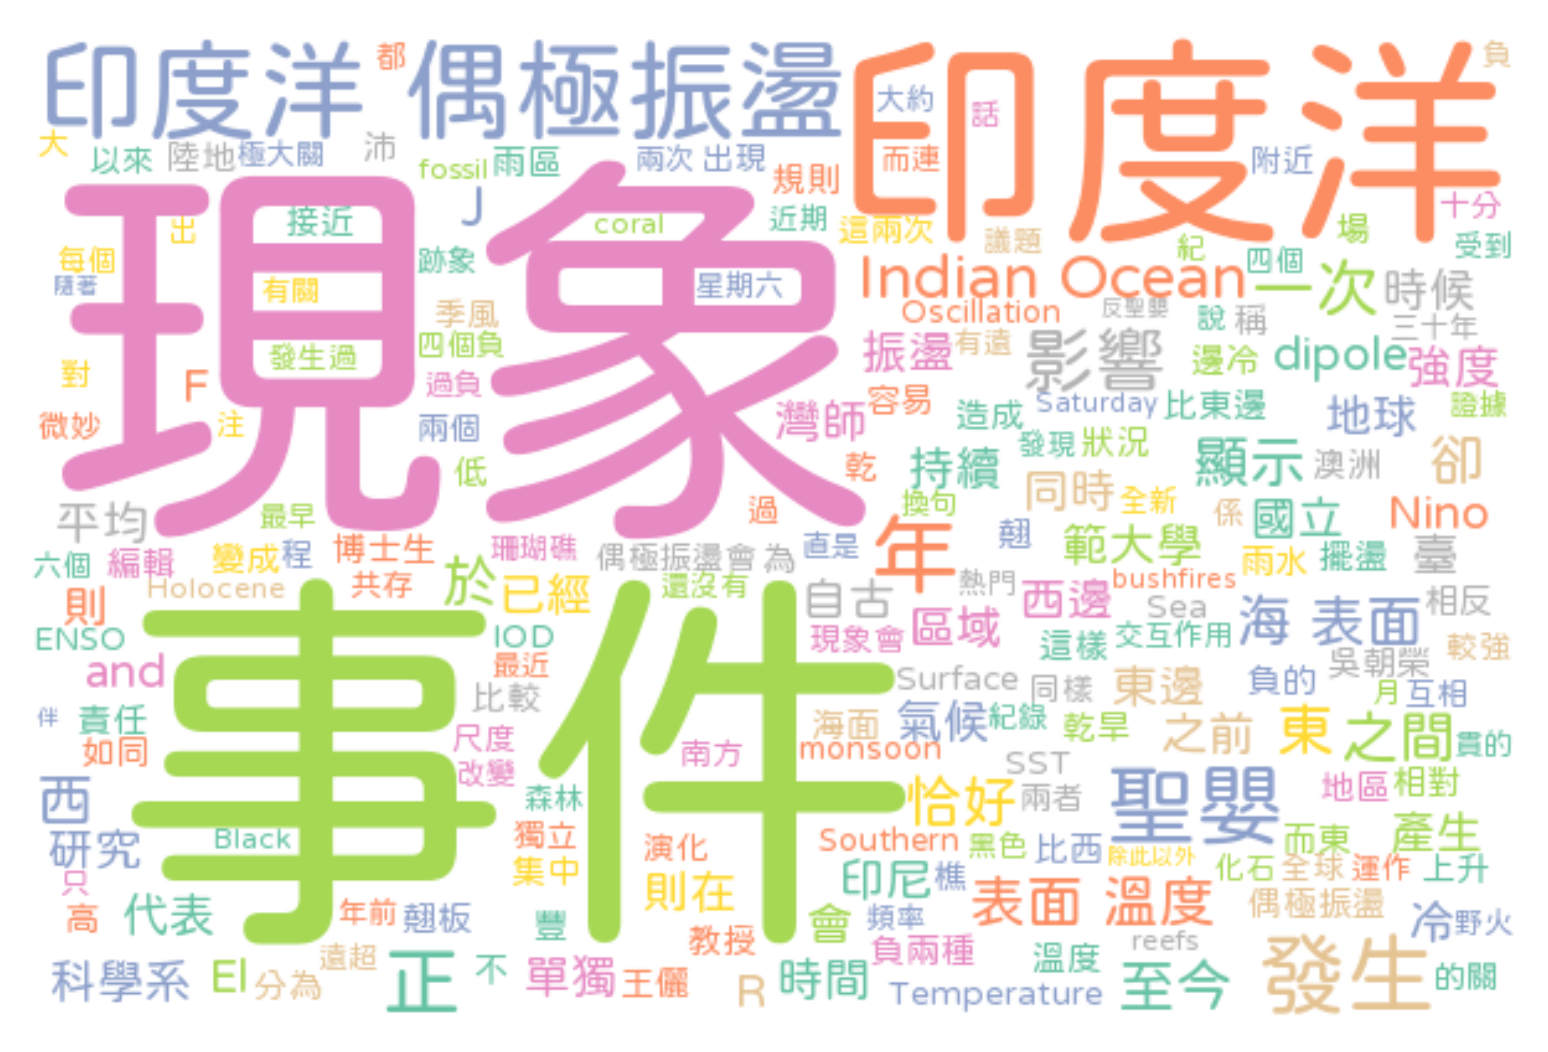 印度洋 都 偶極振盪 印度洋 負
大約 話
大 以來 陸地 極大關 沛 fossil 雨區 兩次 出現 規則 而連 附近
現象 J 接近 出 coral 近期 這兩次 議題 紀 場 十分 受到
每個 跡象 四個
隨著 有關 星期六 Indian Ocean 一次 時候
季風 Oscillation 反聖嬰 說 稱 三十年
發生過 四個負 振盪 有遠 影響 邊冷 dipole 強度
對 F 過負
微妙 注 兩個 灣師 容易 造成 Saturday 比東邊 地球 證據
低 乾 持續 發現 狀況 顯示 澳洲 卻
平均 最早 過 換句 同時 全新 係 國立 Nino
六個 編輯 變成 程 博士生 珊瑚礁 偶極振盪會 為 直是 年 翹 範大學 雨水 擺盪 臺
Holocene 共存 於 已經 還沒有 自古 熱門 西邊 bushfires
則 事件 Sea 海 表面 相反
ENSO IOD 現象會 區域 這樣 交互作用 較強
and 最近 Surface 同樣 東邊 負的 吳朝榮
比較 月 互相
伴 責任 海面 氣候 紀錄 乾旱 之前 東 之間 貫的
如同 尺度 南方 monsoon
改變 SST
西 森林 恰好 兩者 聖嬰 地區 相對
研究 Black 獨立 演化 Southern 黑色 比西 除此以外 而東 產生
只 集中 則在 印尼 樵 化石 全球 運作 上升
高 代表 年前 翹板 豐 會 頻率 表面 溫度 偶極振盪 冷 野火
教授 負兩種 reefs
科學系 El 分為 遠超 正 不 單獨 王儷 R 時間 溫度 至今 發生 的關
Temperature